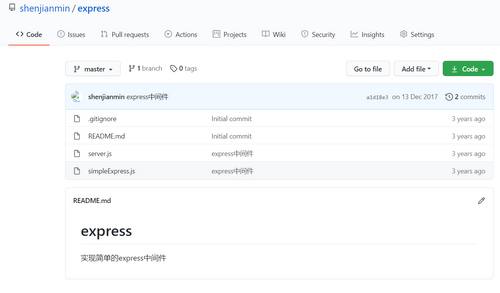 shenjianmin / express
Code Issues Pull requests Actions Projects Wiki Security Insights Settings
master 1 branch 0 tags Go to file Add file Code
shenjianmin express中间件 a1d18e3 on 13 Dec 2017 2 commits
.gitignore Initial commit 3 years ago
README.md Initial commit 3 years ago
server.js express中间件 3 years ago
simpleExpress.js express中间件 3 years ago
README.md
express
实现简单的express中间件